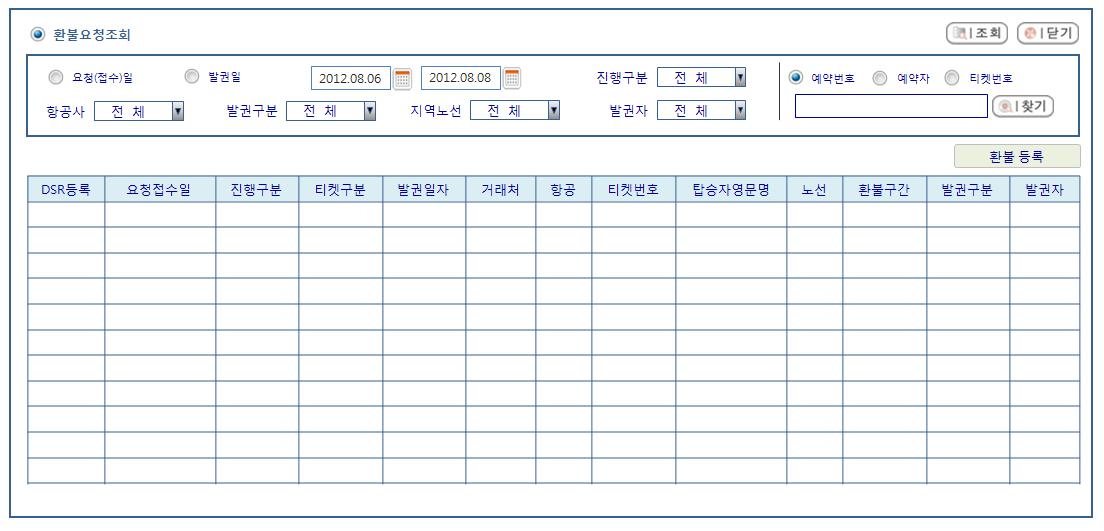 환불요청조회 조회 닫기
요청(접수)일 발권일 2012.08.06 2012.08.08 진행구분 전 체 예약번호 예약자 티켓번호
항공사 전 체 발권구분 전 체 지역노선 전 체 발권자 전 체 찾기
환불 등록
DSR등록 요청접수일 진행구분 티켓구분 발권일자 거래처 항공 티켓번호 탑승자영문명 노선 환불구간 발권구분 발권자